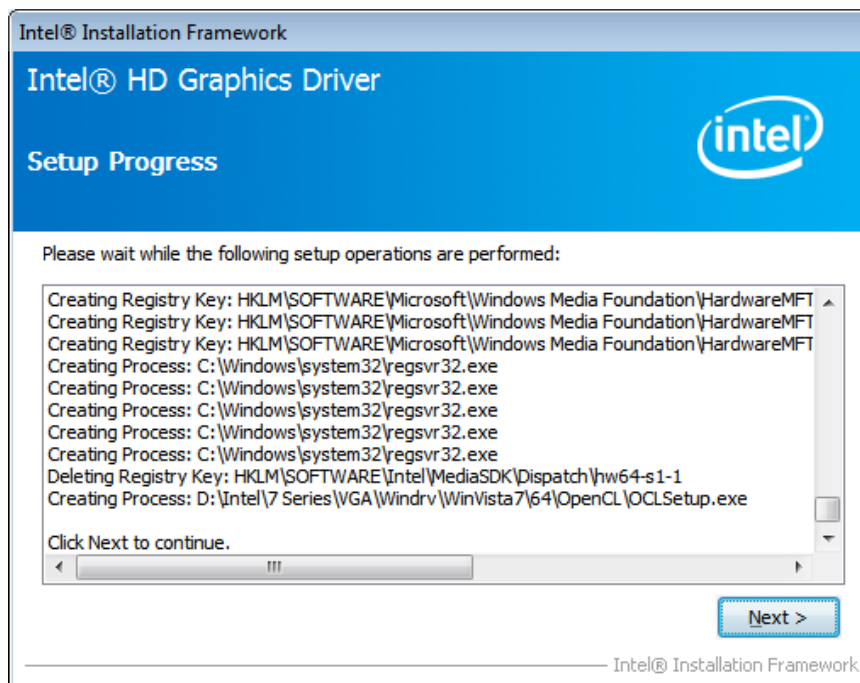 Intel® Installation Framework
Intel® HD Graphics Driver
intel®
Setup Progress
Please wait while the following setup operations are performed:
Creating Registry Key: HKLM\SOFTWARE\Microsoft\Windows Media Foundation\HardwareMFT
Creating Registry Key: HKLM\SOFTWARE\Microsoft\Windows Media Foundation\HardwareMFT
Creating Registry Key: HKLM\SOFTWARE\Microsoft\Windows Media Foundation\HardwareMFT
Creating Process: C:\Windows\system32\regsvr32.exe
Creating Process: C:\Windows\system32\regsvr32.exe
Creating Process: C:\Windows\system32\regsvr32.exe
Creating Process: C:\Windows\system32\regsvr32.exe
Creating Process: C:\Windows\system32\regsvr32.exe
Deleting Registry Key: HKLM\SOFTWARE\Intel\MediaSDK\Dispatch\hw64-s1-1
Creating Process: D:\Intel\7 Series\VGA\Windrv\WinVista7\64\OpenCL\OCLSetup.exe
Click Next to continue.
Next >
Intel® Installation Framework